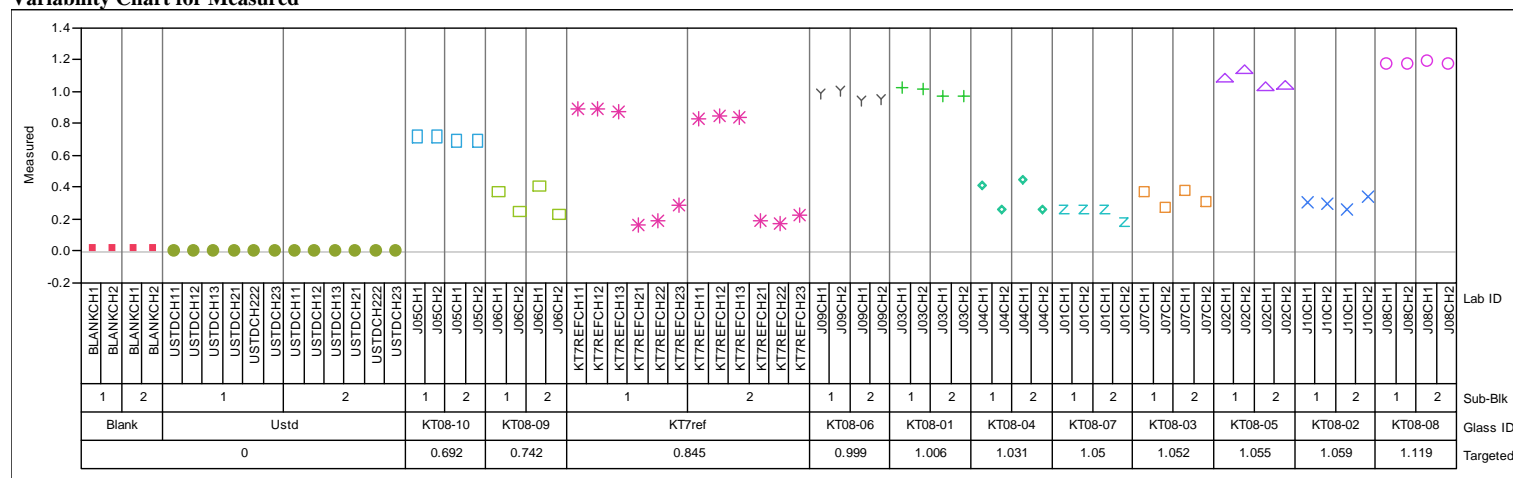 Variability Chart for Measured
1.4
1.2
1.0
0.8
0.6
0.4
0.2
0.0
-0.2
Measured
BLANKCH1 BLANKCH2 BLANKCH1 BLANKCH2 USTDCH11 USTDCH12 USTDCH13 USTDCH21 USTDCH222 USTDCH23 USTDCH11 USTDCH12 USTDCH13 USTDCH21 USTDCH222 USTDCH23 J05CH1 J05CH2 J05CH1 J05CH2 J06CH1 J06CH2 J06CH1 J06CH2 KT7REFCH11 KT7REFCH12 KT7REFCH13 KT7REFCH21 KT7REFCH22 KT7REFCH23 KT7REFCH11 KT7REFCH12 KT7REFCH13 KT7REFCH21 KT7REFCH22 KT7REFCH23 J09CH1 J09CH2 J09CH1 J09CH2 J03CH1 J03CH2 J03CH1 J03CH2 J04CH1 J04CH2 J04CH1 J04CH2 J01CH1 J01CH2 J01CH1 J01CH2 J07CH1 J07CH2 J07CH1 J07CH2 J02CH1 J02CH2 J02CH1 J02CH2 J10CH1 J10CH2 J10CH1 J10CH2 J08CH1 J08CH2 J08CH1 J08CH2 Lab ID
1 2 1 2 1 2 1 2 1 2 1 2 1 2 1 2 1 2 1 2 1 2 1 2 1 2 Sub-Blk
Blank Ustd KT08-10 KT08-09 KT7ref KT08-06 KT08-01 KT08-04 KT08-07 KT08-03 KT08-05 KT08-02 KT08-08 Glass ID
0 0.692 0.742 0.845 0.999 1.006 1.031 1.05 1.052 1.055 1.059 1.119 Targeted